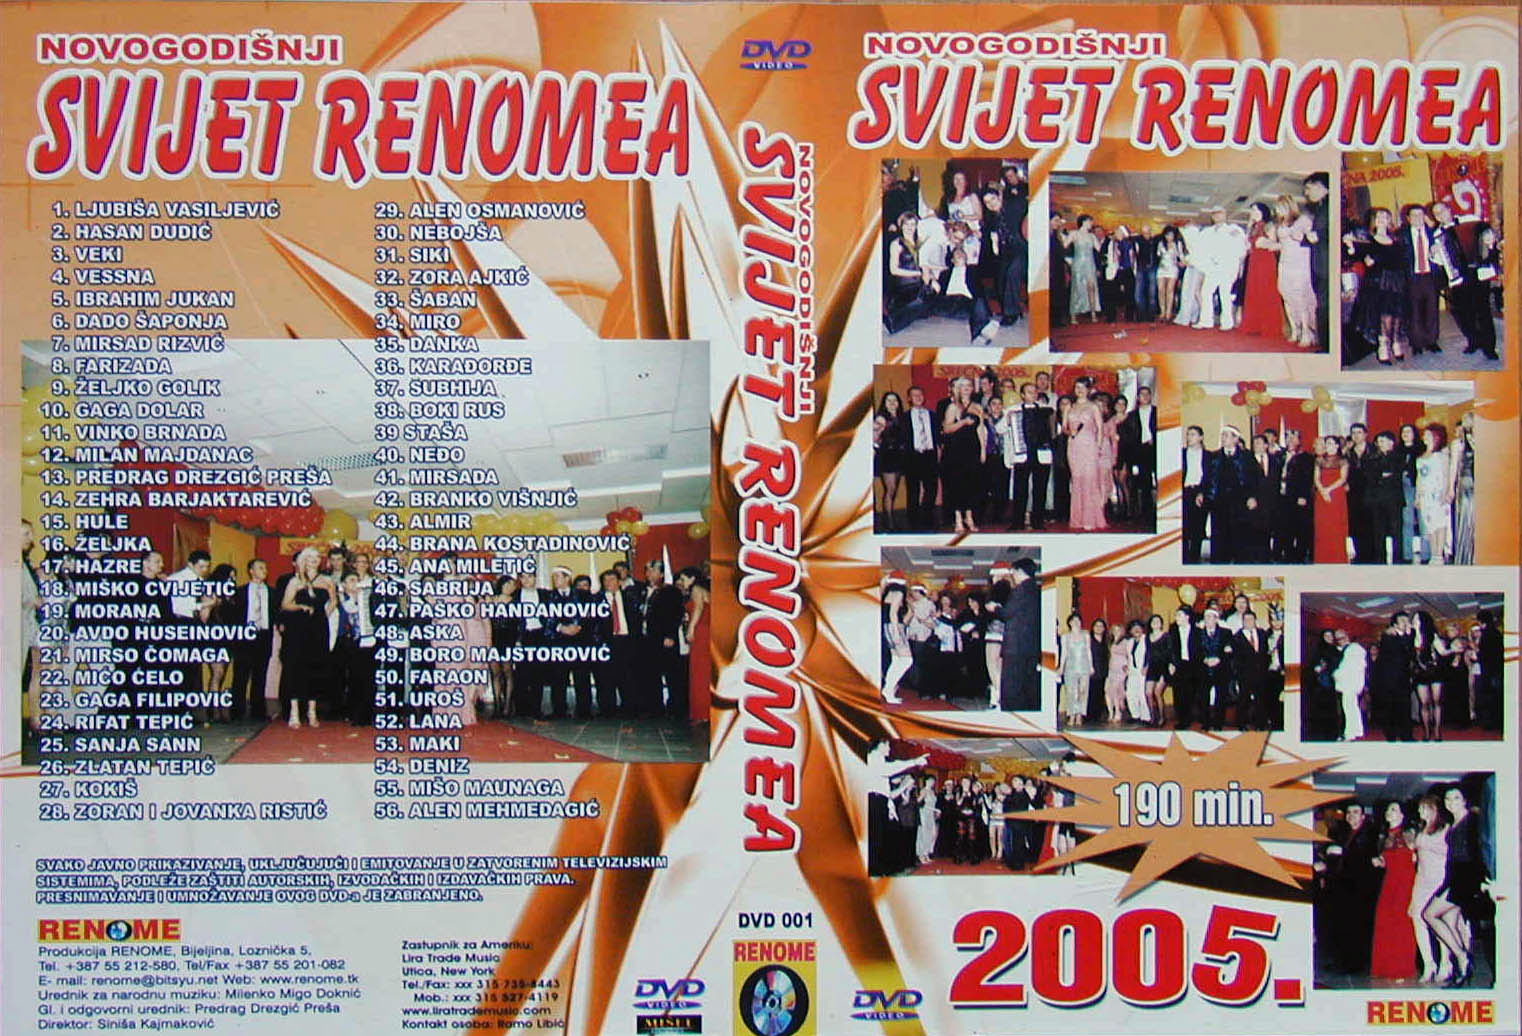 NOVOGODIŠNJI
SVIJET RENOMEA
1. LJUBIŠA VASILJEVIĆ
2. HASAN DUDIĆ
3. VEKI
4. VESSNA
5. IBRAHIM JUKAN
6. DADO ŠAPONJA
7. MIRSAD RIZVIĆ
8. FARIZADA
9. ŽELJKO GOLIK
10. GAGA DOLAR
11. VINKO BRNADA
12. MILAN MAJDANAC
13. PREDRAG DREZGIĆ PREŠA
14. ZEHRA BARJAKTAREVIĆ
15. HULE
16. ŽELJKA
17. HAZRE
18. MIŠKO CVIJETIĆ
19. MORANA
20. AVDO HUSEINOVIĆ
21. MIRSO ČOMAGA
22. MIĆO ĆELO
23. GAGA FILIPOVIĆ
24. RIFAT TEPIĆ
25. SANJA SANN
26. ZLATAN TEPIĆ
27. KOKIŠ
28. ZORAN I JOVANKA RISTIĆ
29. ALEN OSMANOVIĆ
30. NEBOJŠA
31. SIKI
32. ZORA AJKIĆ
33. ŠABAN
34. MIRO
35. DANKA
36. KARAĐORĐE
37. SUBHIJA
38. BOKI RUS
39 STAŠA
40. NEĐO
41. MIRSADA
42. BRANKO VIŠNJIĆ
43. ALMIR
44. BRANA KOSTADINOVIĆ
45. ANA MILETIĆ
46. SABRIJA
47. PAŠKO HANDANOVIĆ
48. ASKA
49. BORO MAJŠTOROVIĆ
50. FARAON
51. UROŠ
52. LANA
53. MAKI
54. DENIZ
55. MIŠO MAUNAGA
56. ALEN MEHMEDAGIĆ
SVAKO JAVNO PRIKAZIVANJE, UKLJUČUJUĆI I EMITOVANJE U ZATVORENIM TELEVIZIJSKIM
SISTEMIMA, PODLEŽE ZAŠTITI AUTORSKIH, IZVOĐAČKIH I IZDAVAČKIH PRAVA.
PRESNIMAVANJE I UMNOŽAVANJE OVOG DVD-a JE ZABRANJENO.
RENOME
Produkcija RENOME, Bijeljina, Loznička 5,
Tel. +387 55 212-580, Tel/Fax +387 55 201-082
E- mail: renome@bitsyu.net Web: www.renome.tk
Urednik za narodnu muziku: Milenko Migo Doknić
Gl. i odgovorni urednik: Predrag Drezgić Preša
Direktor: Siniša Kajmaković
Zastupnik za Ameriku:
Lira Trade Music
Utica, New York
Tel./Fax: xxx 315 735-8443
Mob.: xxx 315 527-4119
www.liratrademusic.com
Kontakt osoba: Ramo Libić
DVD
VIDEO
DVD
VIDEO
NOVOGODIŠNJI
SVIJET RENOMEA
DVD 001
RENOME
NOVOGODIŠNJI
SVIJET RENOMEA
190 min.
2005.
DVD
VIDEO
RENOME